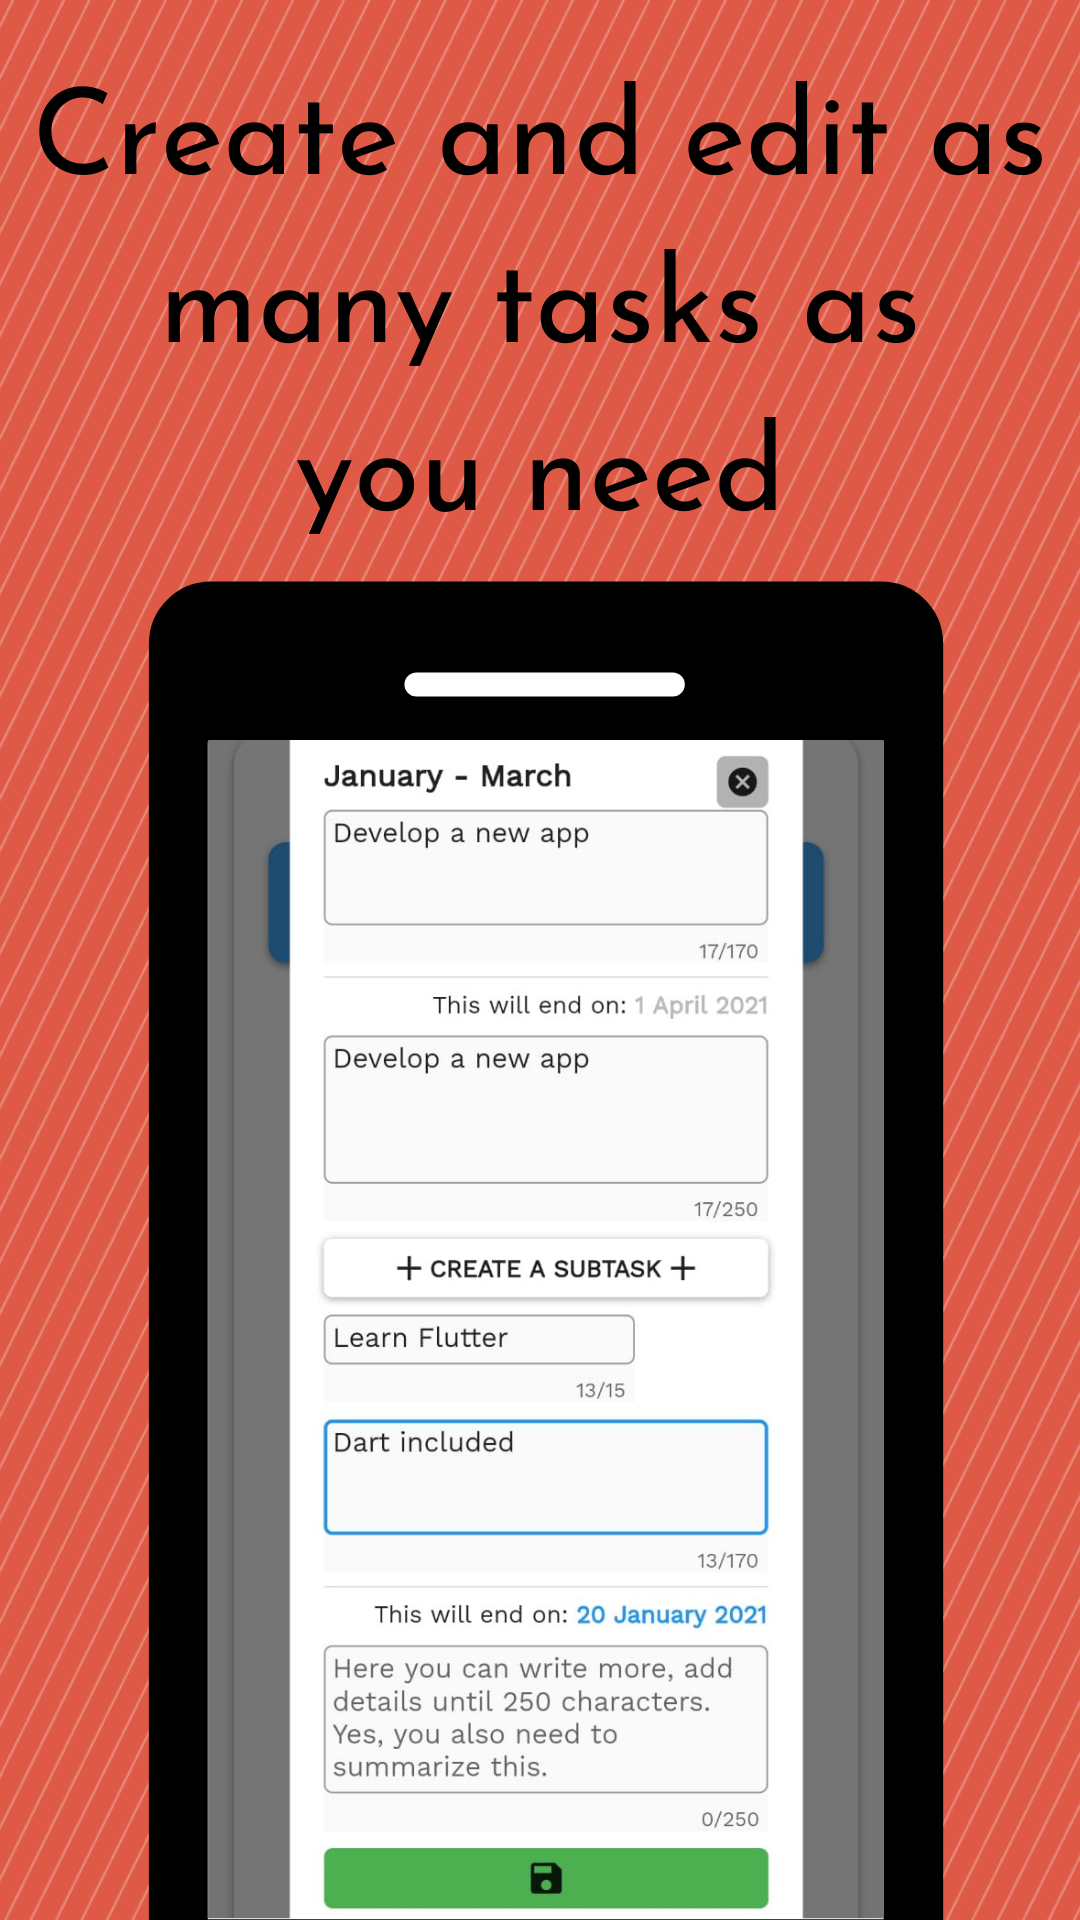 Create and edit as
many tasks as
you need
January - March
Develop a new app
17/170
This will end on: 1 April 2021
Develop a new app
17/250
+ CREATE A SUBTASK +
Learn Flutter
13/15
Dart included
13/170
This will end on: 20 January 2021
Here you can write more, add
details until 250 characters.
Yes, you also need to
summarize this.
0/250